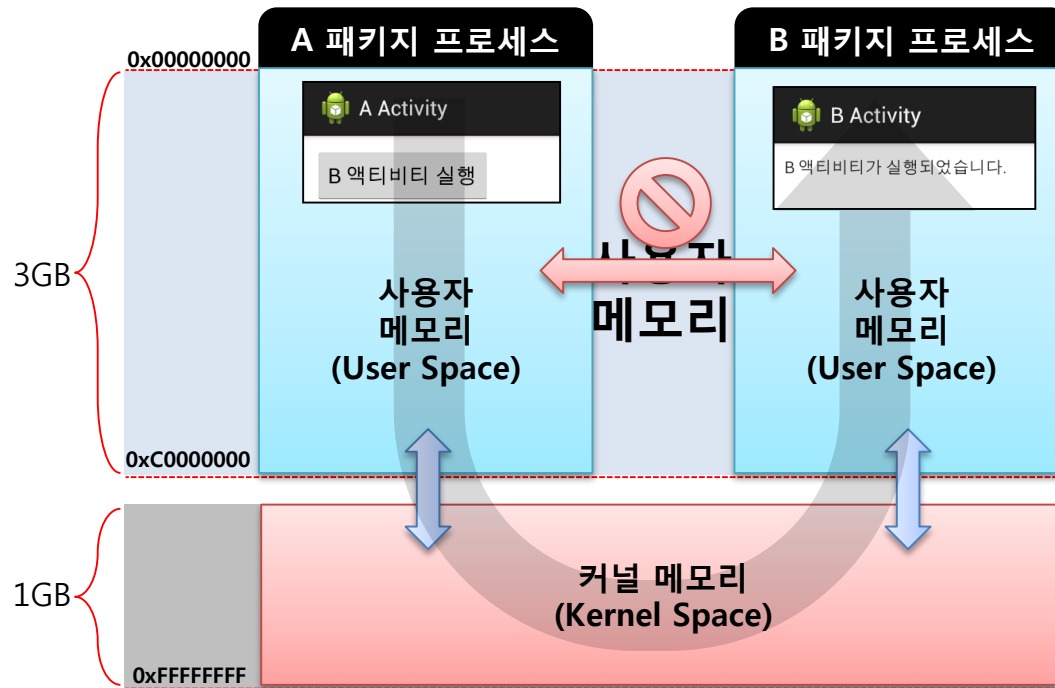 A 패키지 프로세스
B 패키지 프로세스
0x00000000
A Activity
B 액티비티 실행
B Activity
B 액티비티가 실행되었습니다.
3GB
사용자
메모리
(User Space)
사용자
메모리
사용자
메모리
(User Space)
0xC0000000
1GB
커널 메모리
(Kernel Space)
0xFFFFFFFF